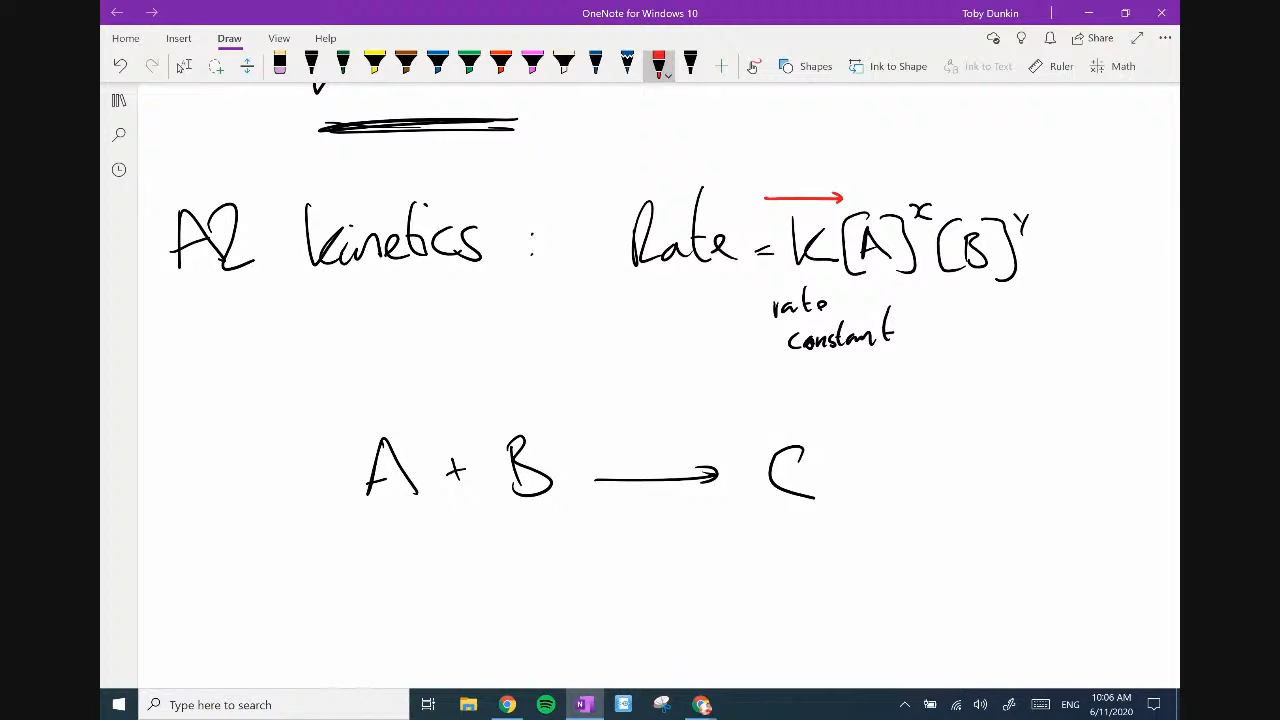 OneNote for Windows 10
Toby Dunkin
Home Insert Draw View Help
Share
Shapes Ink to Shape Ink to Text Ruler Math
A2 kinetics : Rate = K[A]^x[B]^y
rate
constant
A + B ⟶ C
Type here to search
ENG
10:06 AM
6/11/2020